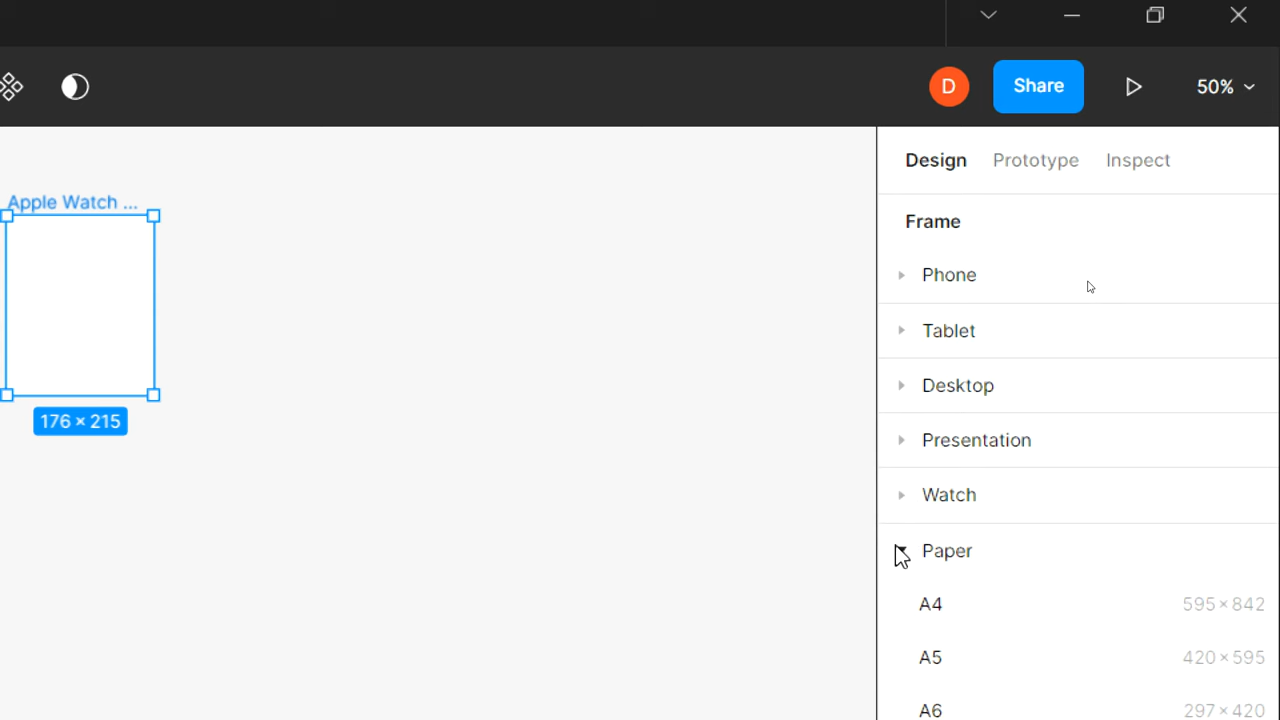 D
Share
50%
Design Prototype Inspect
Apple Watch ...
Frame
Phone
Tablet
Desktop
176 × 215
Presentation
Watch
Paper
A4 595 × 842
A5 420 × 595
A6 297 × 420